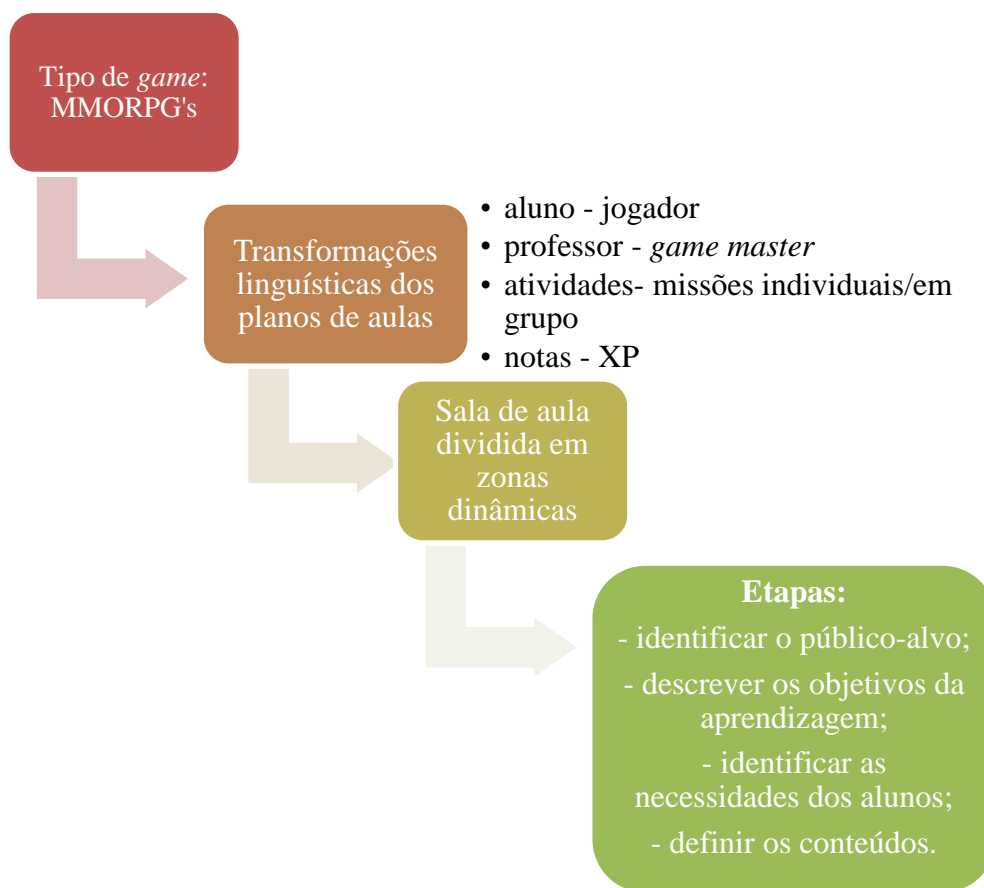 Tipo de game:
MMORPG's
Transformações
linguísticas dos
planos de aulas
• aluno - jogador
• professor - game master
• atividades- missões individuais/em
grupo
• notas - XP
Sala de aula
dividida em
zonas
dinâmicas
Etapas:
- identificar o público-alvo;
- descrever os objetivos da
aprendizagem;
- identificar as
necessidades dos alunos;
- definir os conteúdos.